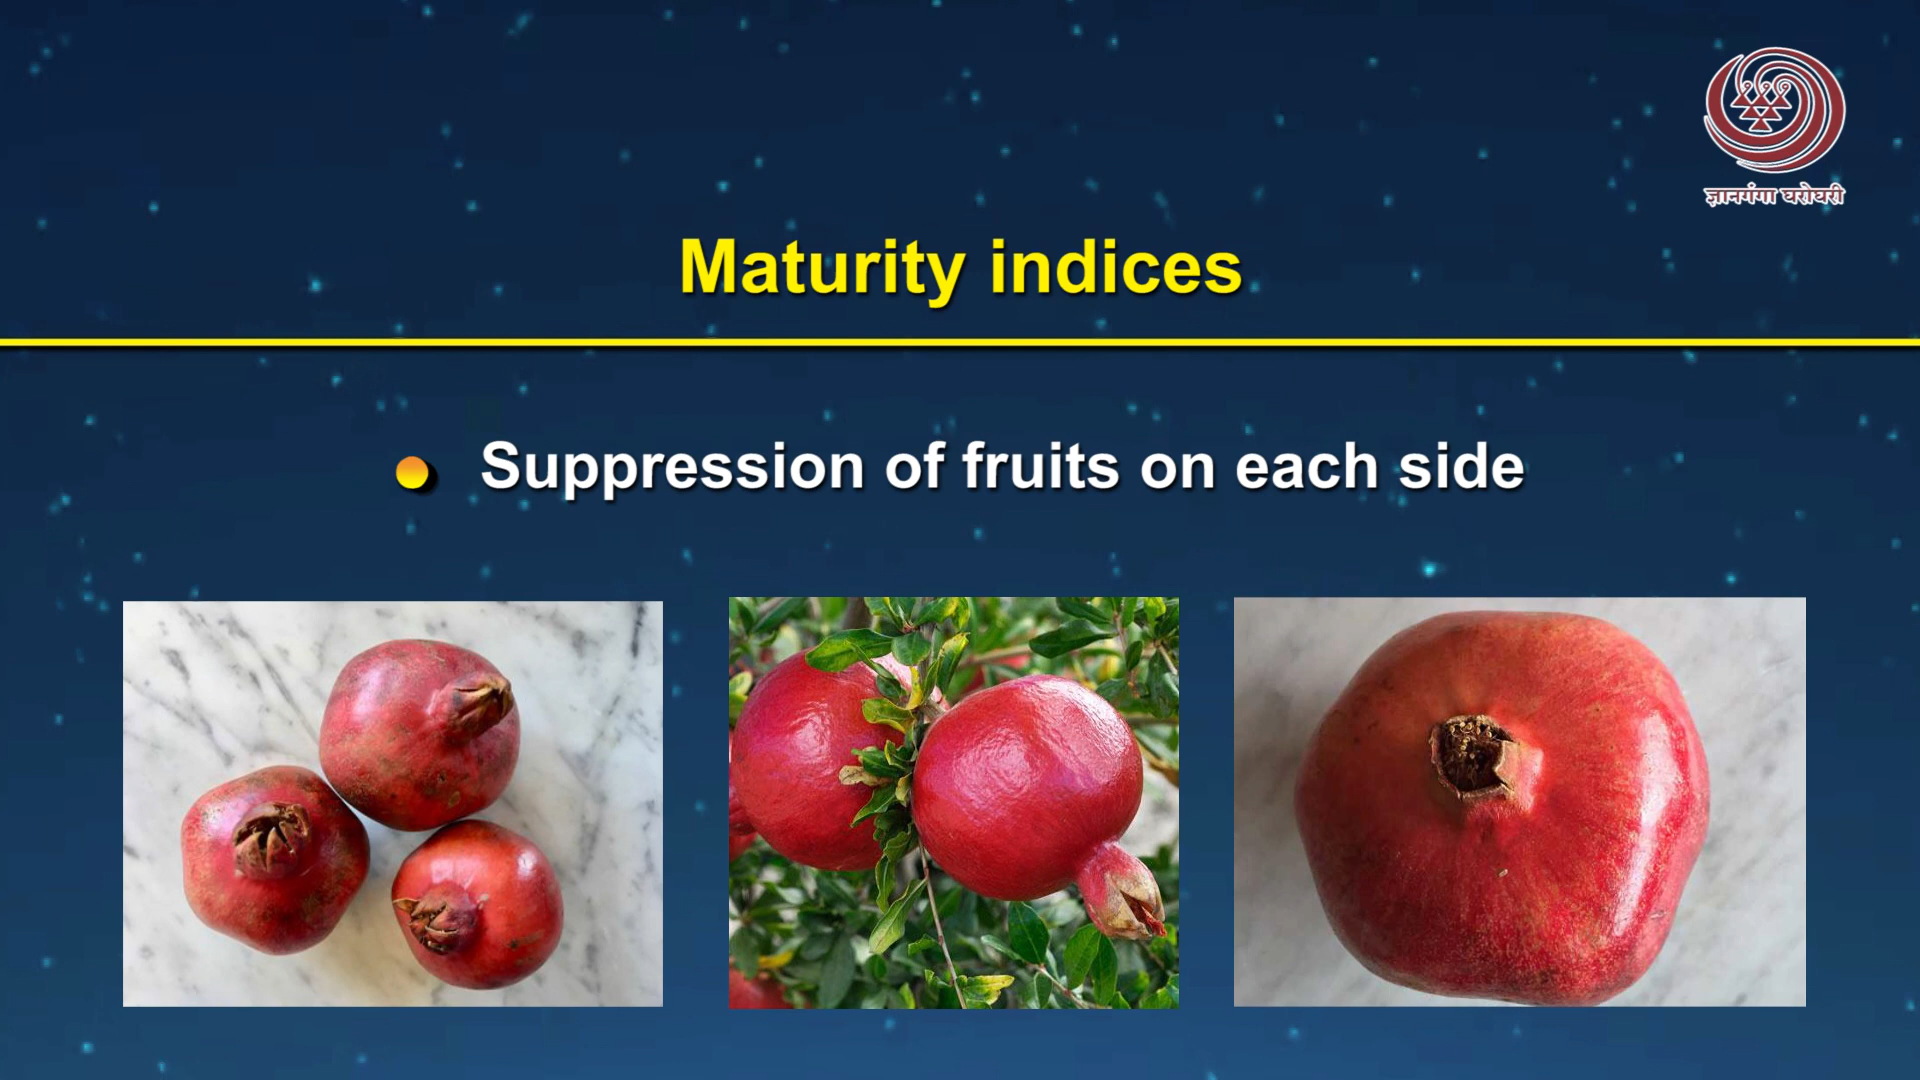 ज्ञानगंगा घरोघरी
Maturity indices
Suppression of fruits on each side